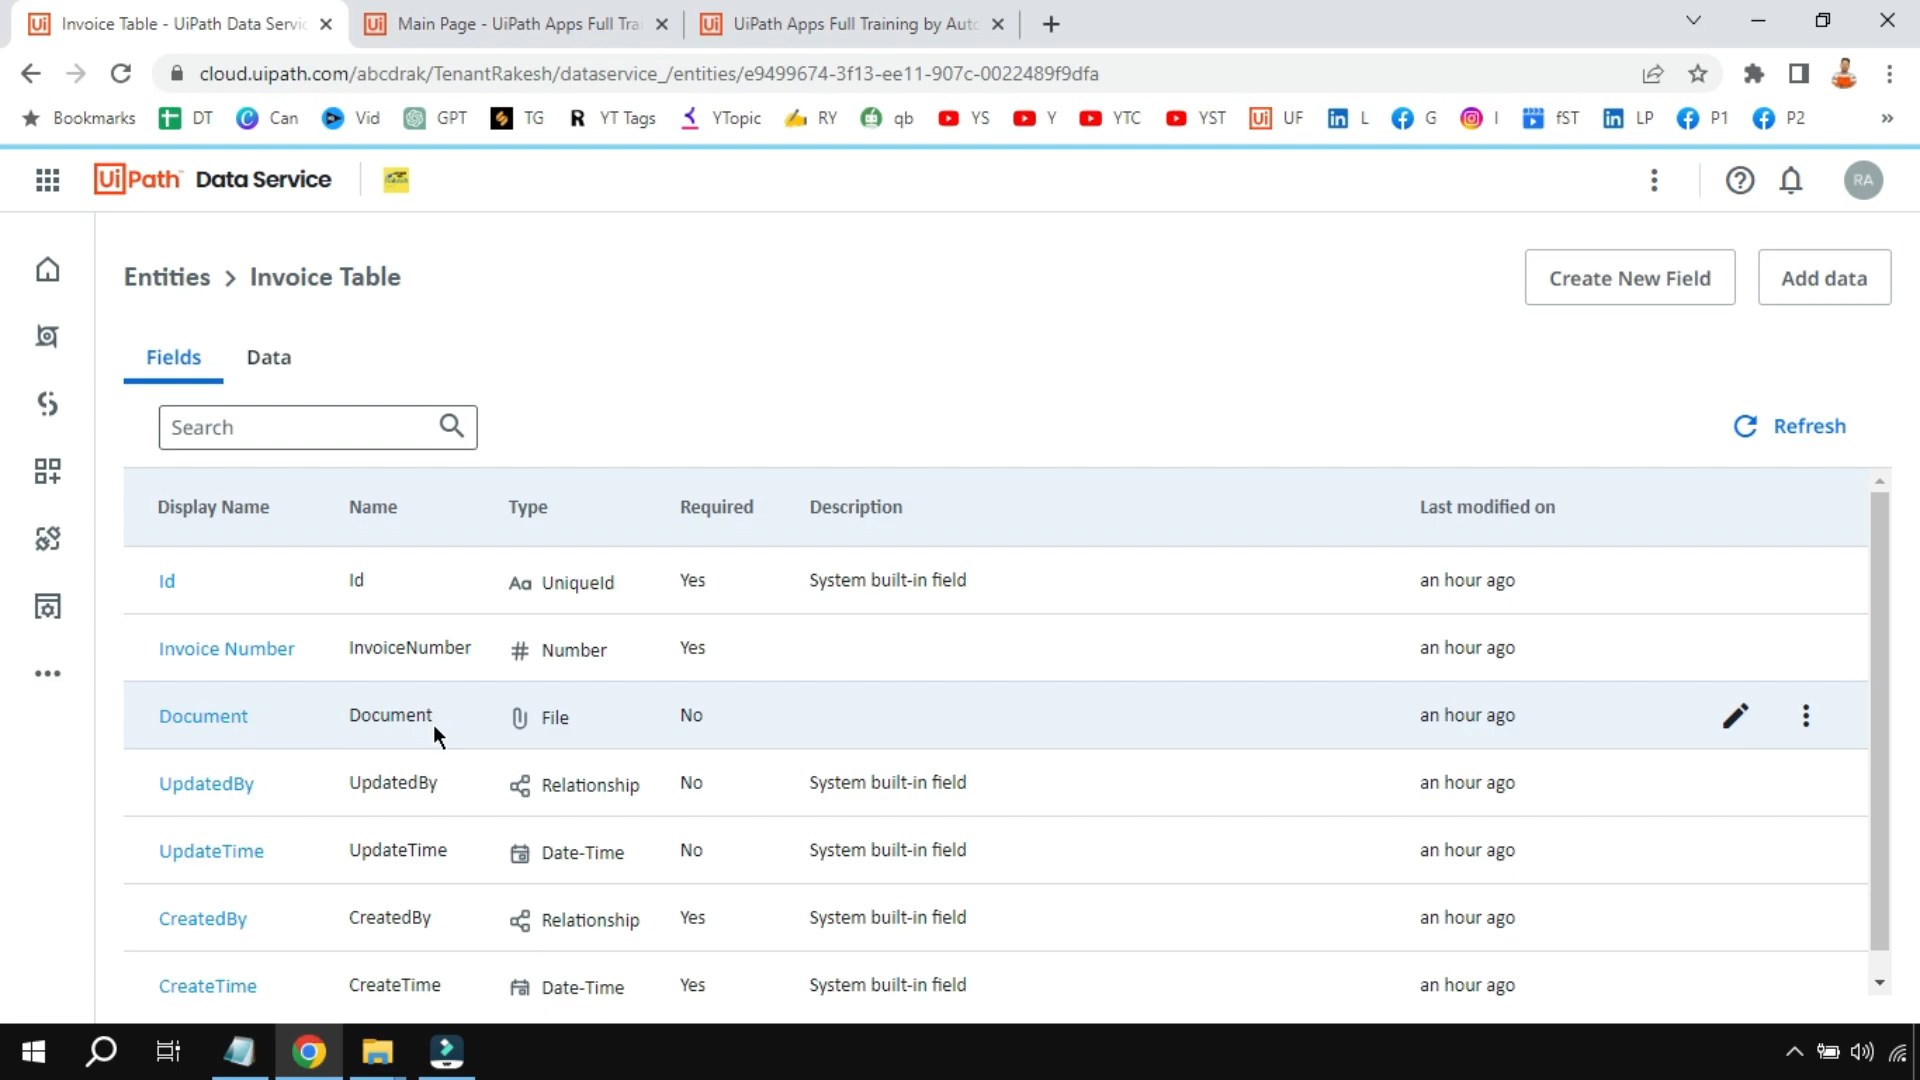 Invoice Table - UiPath Data Servic
Main Page - UiPath Apps Full Trai
UiPath Apps Full Training by Auto
cloud.uipath.com/abcdrak/TenantRakesh/dataservice_/entities/e9499674-3f13-ee11-907c-0022489f9dfa
Bookmarks DT Can Vid GPT TG YT Tags YTopic RY qb YS Y YTC YST UF L G I fST LP P1 P2 »
UiPath Data Service
RA
Entities > Invoice Table
Create New Field
Add data
Fields
Data
Search
Refresh
Display Name Name Type Required Description Last modified on
Id Id Aa UniqueId Yes System built-in field an hour ago
Invoice Number InvoiceNumber # Number Yes an hour ago
Document Document File No an hour ago
UpdatedBy UpdatedBy Relationship No System built-in field an hour ago
UpdateTime UpdateTime Date-Time No System built-in field an hour ago
CreatedBy CreatedBy Relationship Yes System built-in field an hour ago
CreateTime CreateTime Date-Time Yes System built-in field an hour ago